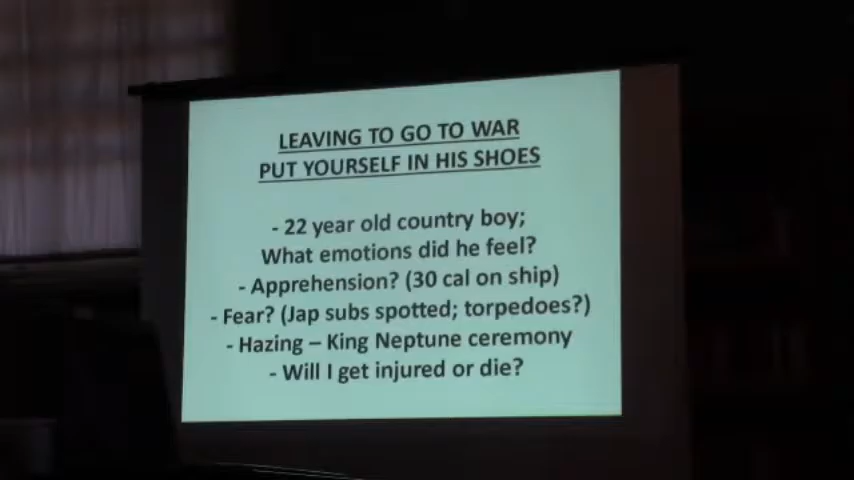 LEAVING TO GO TO WAR
PUT YOURSELF IN HIS SHOES
- 22 year old country boy;
What emotions did he feel?
- Apprehension? (30 cal on ship)
- Fear? (Jap subs spotted; torpedoes?)
- Hazing – King Neptune ceremony
- Will I get injured or die?